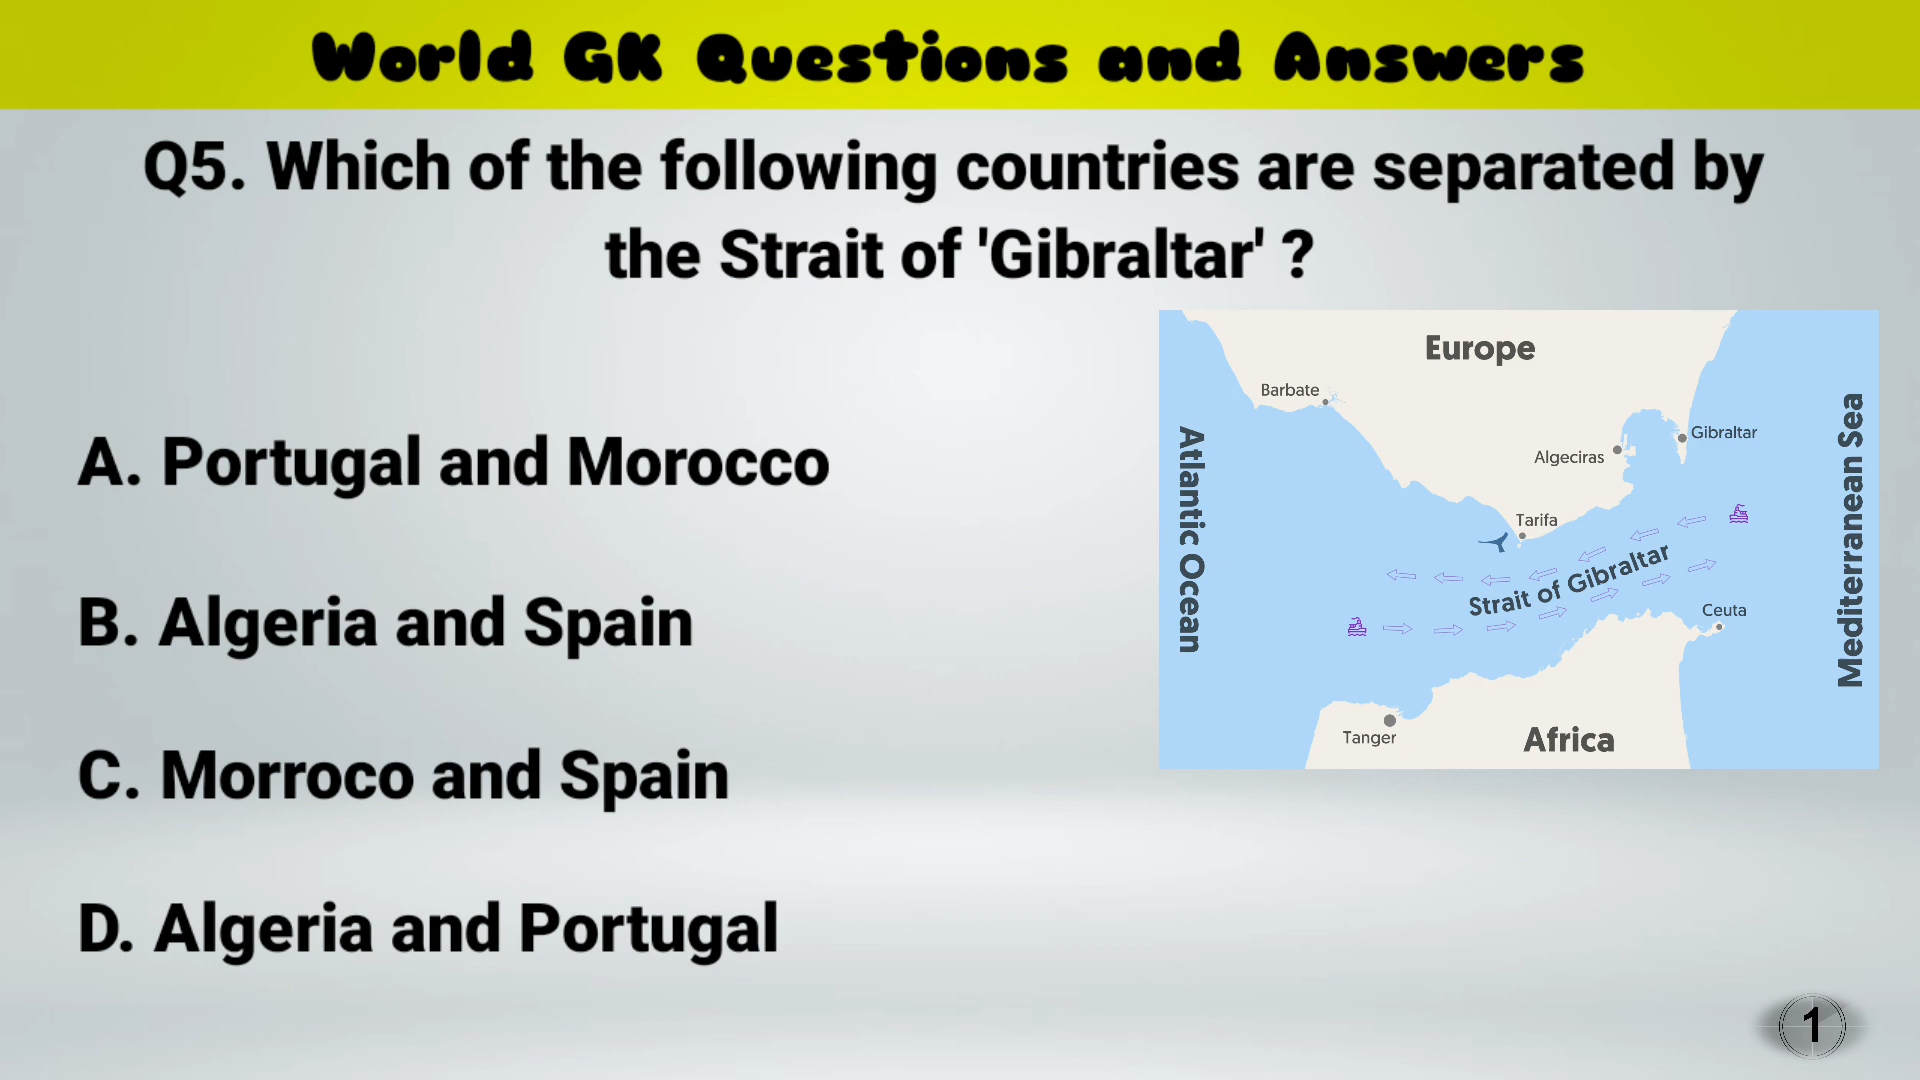 World GK Questions and Answers
Q5. Which of the following countries are separated by
the Strait of 'Gibraltar' ?
A. Portugal and Morocco
B. Algeria and Spain
C. Morroco and Spain
D. Algeria and Portugal
Europe
Barbate
Gibraltar
Algeciras
Atlantic Ocean
Mediterranean Sea
Tarifa
Strait of Gibraltar
Ceuta
Tanger
Africa
1